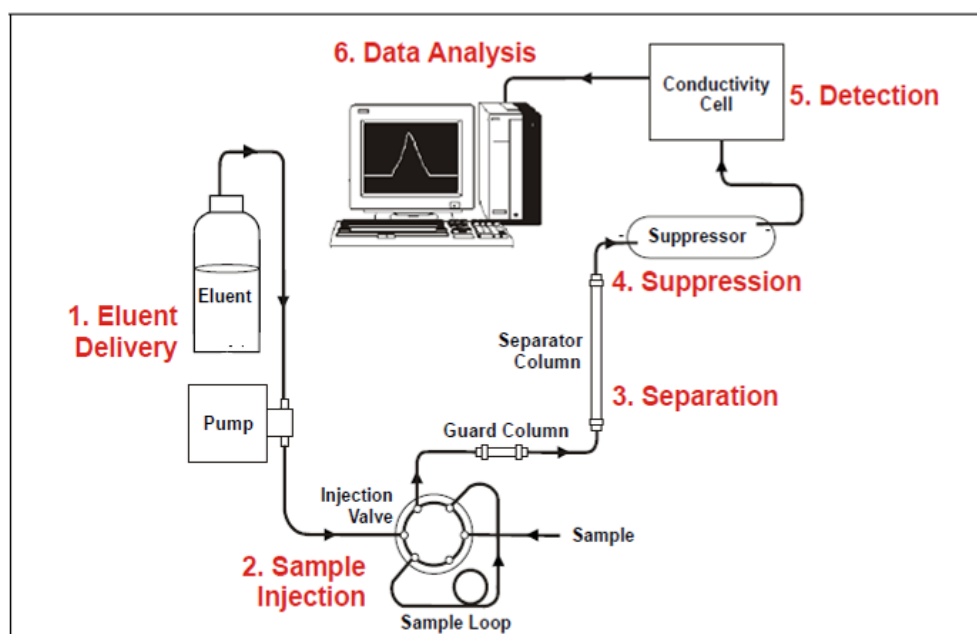 6. Data Analysis
Conductivity
Cell
5. Detection
Suppressor
4. Suppression
Eluent
1. Eluent
Delivery
Separator
Column
3. Separation
Pump
Guard Column
Injection
Valve
Sample
2. Sample
Injection
Sample Loop